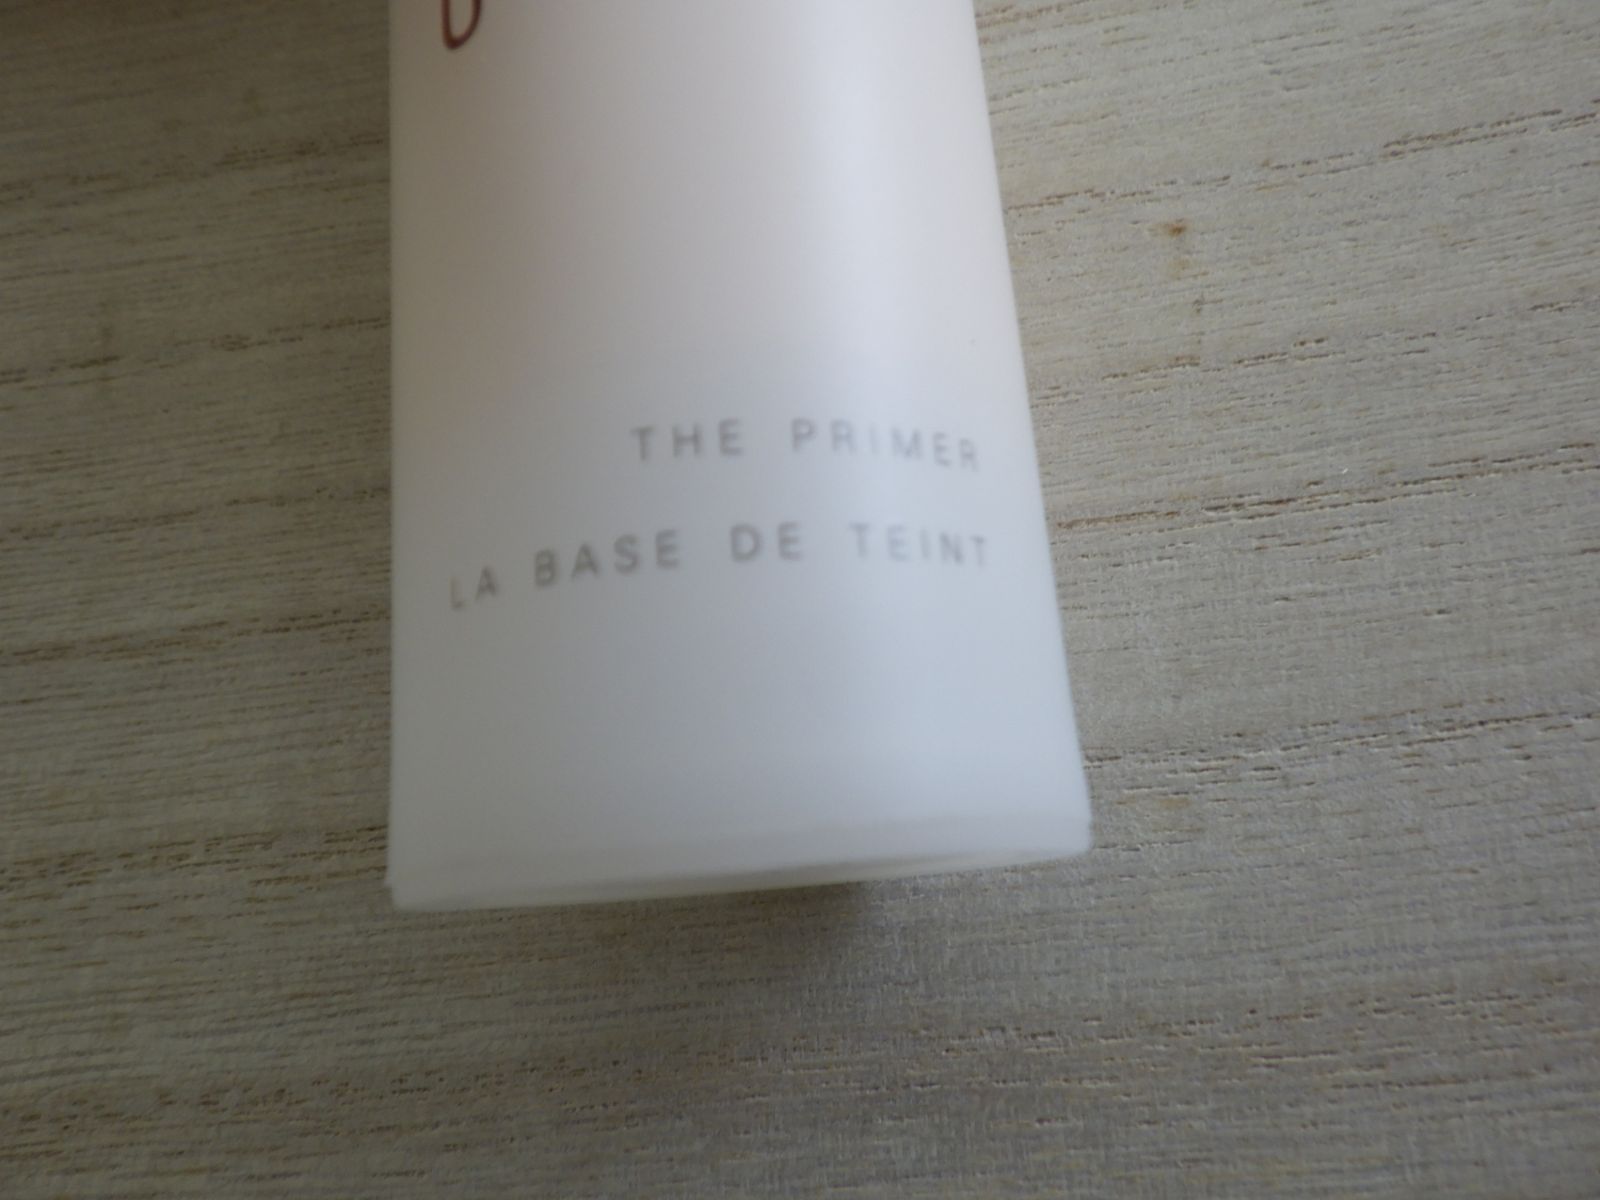 THE PRIMER
LA BASE DE TEINT